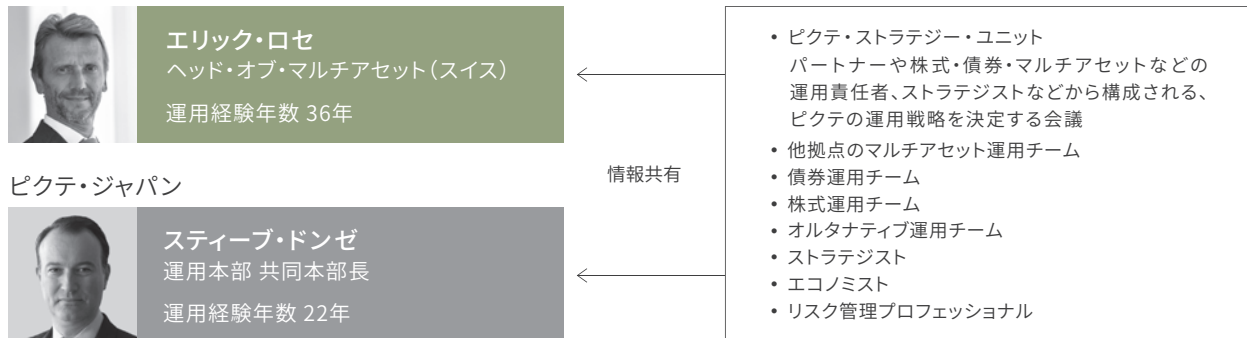 エリック・ロセ
ヘッド・オブ・マルチアセット（スイス）
運用経験年数 36年
ピクテ・ジャパン
スティーブ・ドンゼ
運用本部 共同本部長
運用経験年数 22年
情報共有
• ピクテ・ストラテジー・ユニット
パートナーや株式・債券・マルチアセットなどの
運用責任者、ストラテジストなどから構成される、
ピクテの運用戦略を決定する会議
• 他拠点のマルチアセット運用チーム
• 債券運用チーム
• 株式運用チーム
• オルタナティブ運用チーム
• ストラテジスト
• エコノミスト
• リスク管理プロフェッショナル